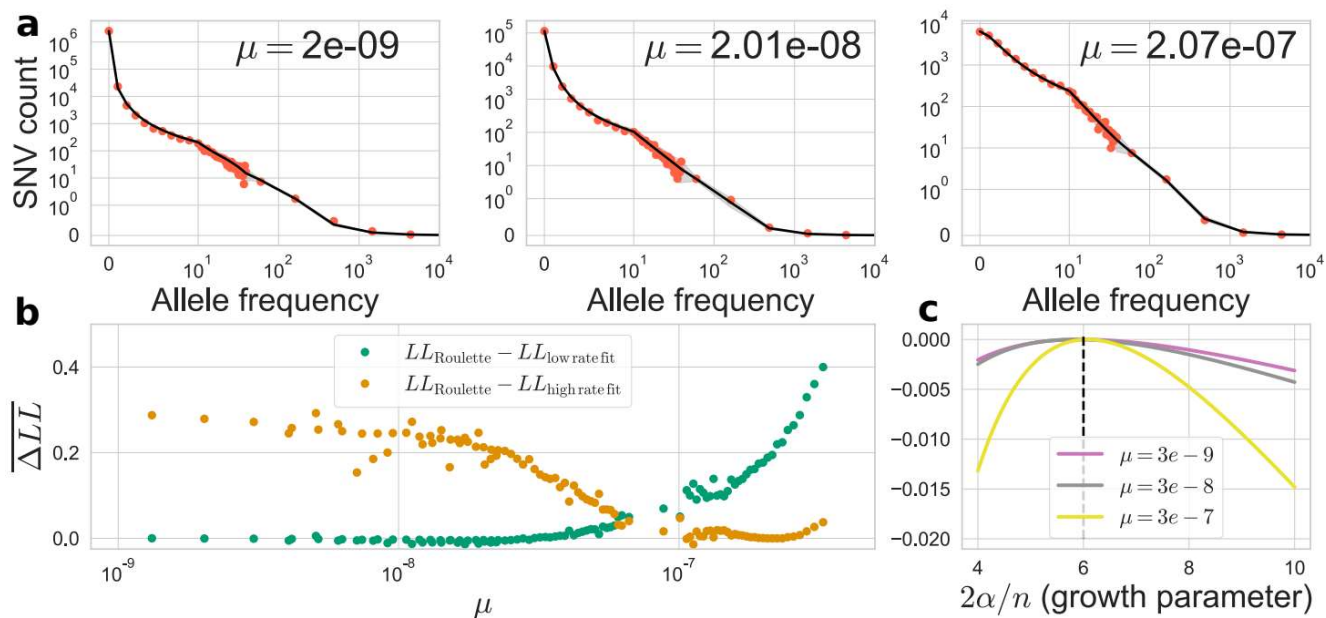 a
μ = 2e-09
μ = 2.01e-08
μ = 2.07e-07
SNV count
10^6
10^5
10^4
10^3
10^2
10^1
10^0
0
0 10^1 10^2 10^3 10^4
Allele frequency
10^5
10^4
10^3
10^2
10^1
10^0
0
0 10^1 10^2 10^3 10^4
Allele frequency
10^4
10^3
10^2
10^1
10^0
0
0 10^1 10^2 10^3 10^4
Allele frequency
b
LL_Roulette − LL_low rate fit
LL_Roulette − LL_high rate fit
ΔLL
0.4
0.2
0.0
10^-9 10^-8 10^-7
μ
c
0.000
−0.005
−0.010
−0.015
−0.020
μ = 3e − 9
μ = 3e − 8
μ = 3e − 7
4 6 8 10
2α/n (growth parameter)